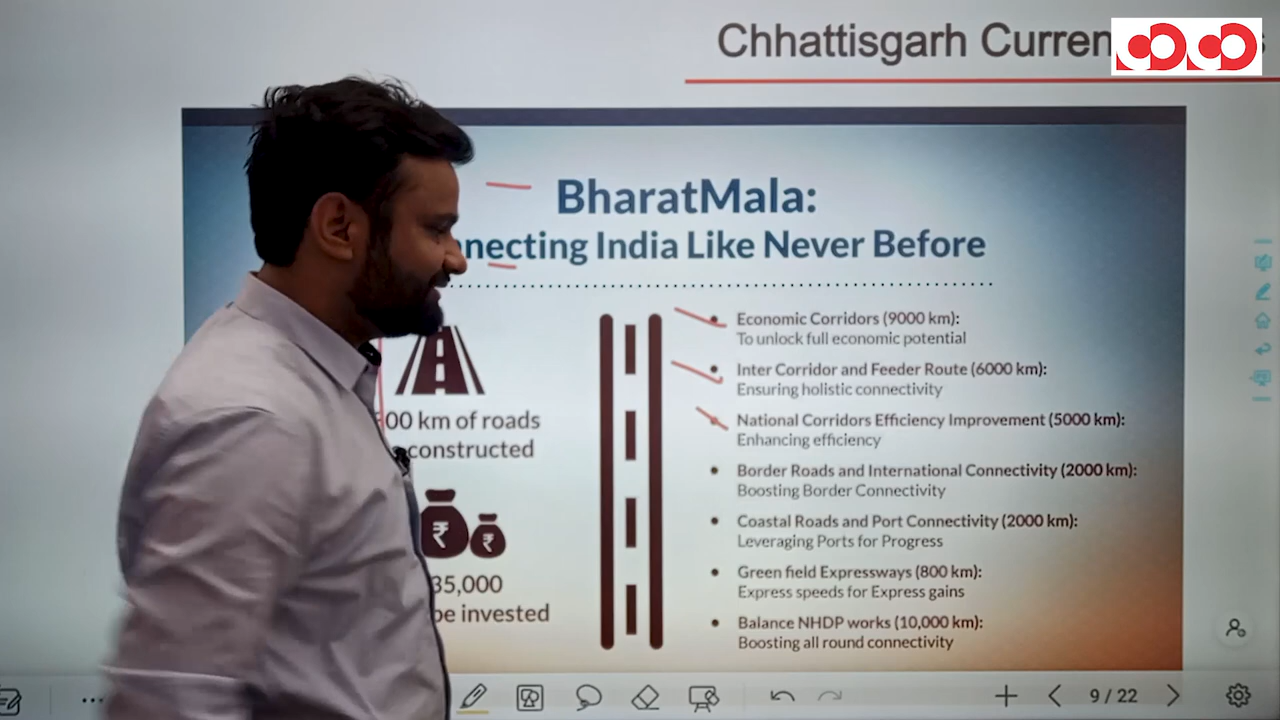 Chhattisgarh
BharatMala:
India Like Never Before
Economic Corridors (9000 km):
To unlock full economic potential
Inter Corridor and Feeder Route (6000 km):
Ensuring holistic connectivity
National Corridors Efficiency Improvement (5000 km):
Enhancing efficiency
Border Roads and International Connectivity (2000 km):
Boosting Border Connectivity
Coastal Roads and Port Connectivity (2000 km):
Leveraging Ports for Progress
Green field Expressways (800 km):
Express speeds for Express gains
Balance NHDP works (10,000 km):
Boosting all round connectivity
00 km of roads
constructed
₹ ₹
35,000
be invested
9 / 22